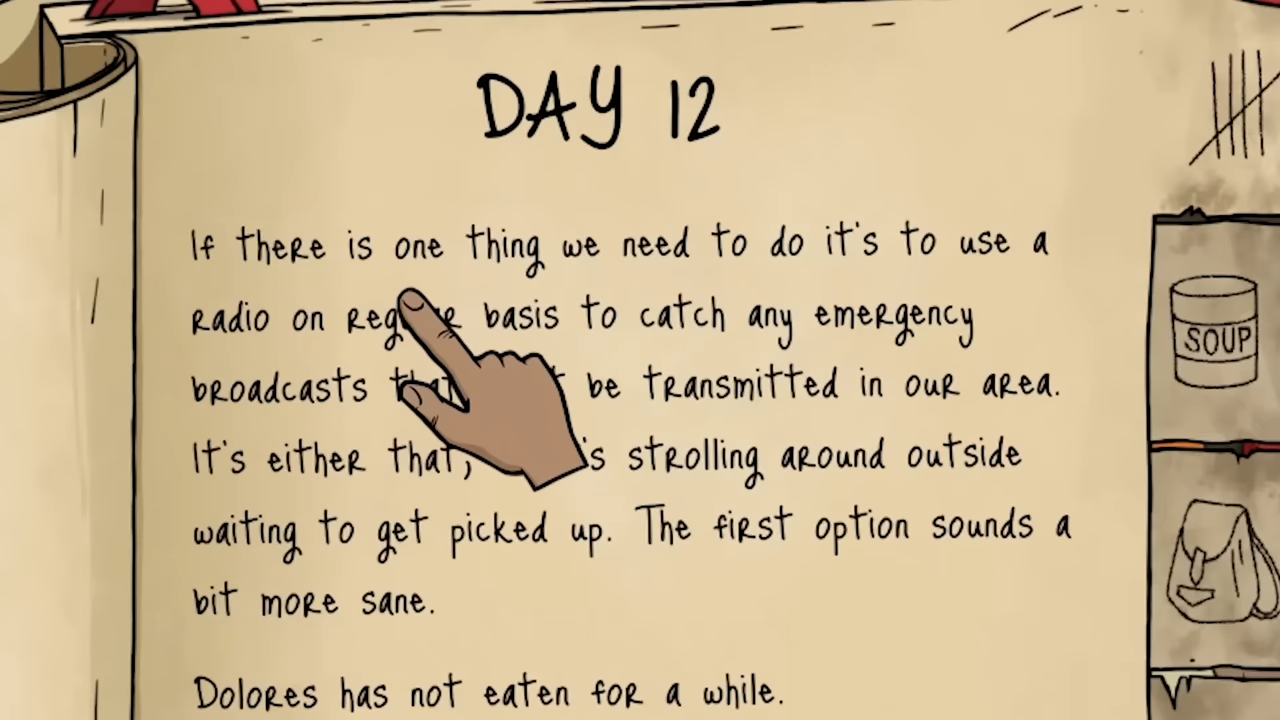 DAY 12
If there is one thing we need to do it's to use a
radio on basis to catch any emergency
broadcasts be transmitted in our area.
It's either that, strolling around outside
waiting to get picked up. The first option sounds a
bit more sane.
Dolores has not eaten for a while.
SOUP